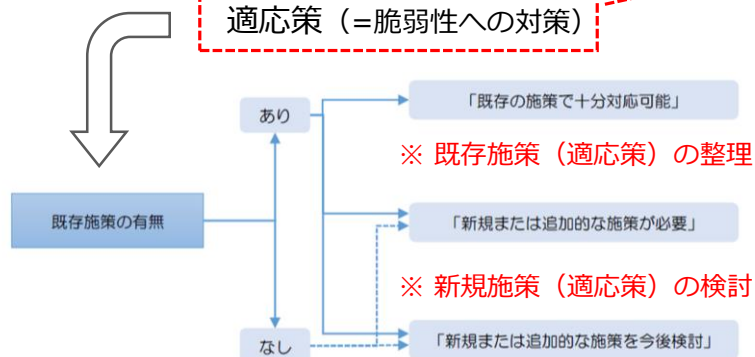 適応策（=脆弱性への対策）
あり
「既存の施策で十分対応可能」
※ 既存施策（適応策）の整理
既存施策の有無
「新規または追加的な施策が必要」
※ 新規施策（適応策）の検討
なし
「新規または追加的な施策を今後検討」